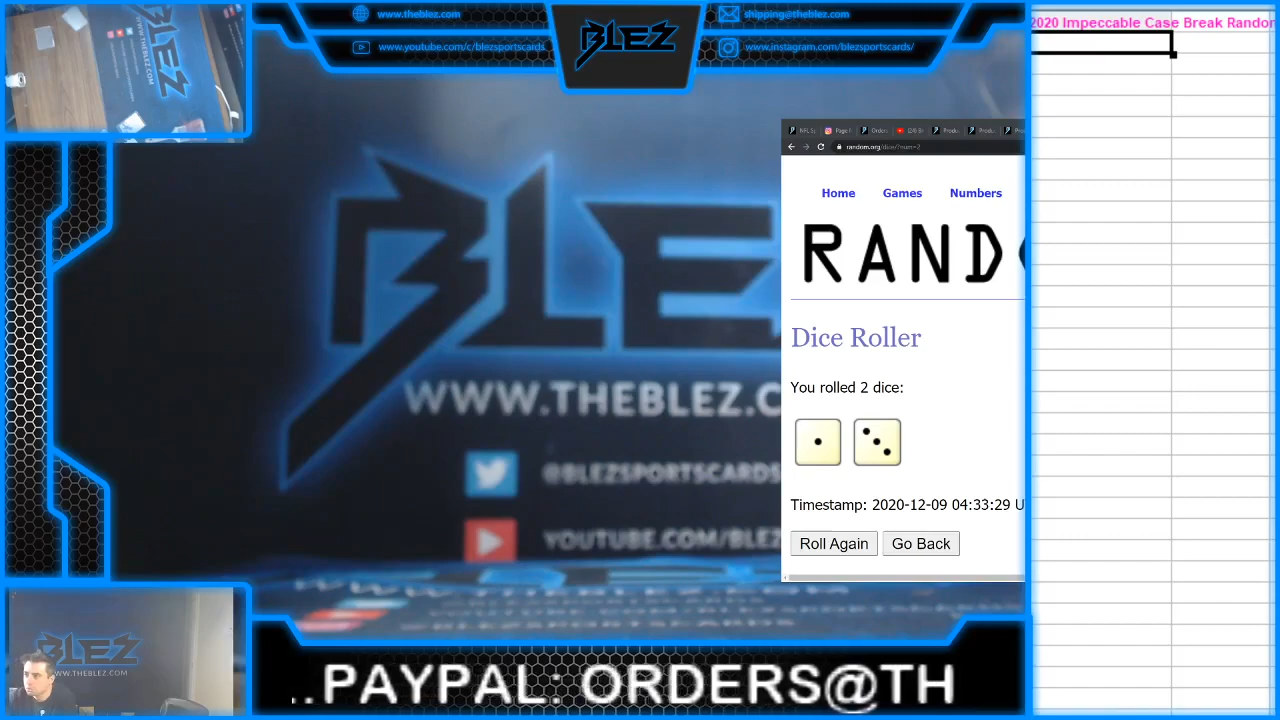 www.theblez.com
shipping@theblez.com
www.youtube.com/c/blezsportscards
www.instagram.com/blezsportscards/
BLEZ
2020 Impeccable Case Break Random
BLEZ
WWW.THEBLEZ.COM
BLE
WWW.THEBLEZ.C
@BLEZSPORTSCARDS
YOUTUBE.COM/BLEZ
random.org/dice/?num=2
Home Games Numbers
RAND
Dice Roller
You rolled 2 dice:
Timestamp: 2020-12-09 04:33:29 U
Roll Again Go Back
BLEZ
WWW.THEBLEZ.COM
..PAYPAL: ORDERS@TH